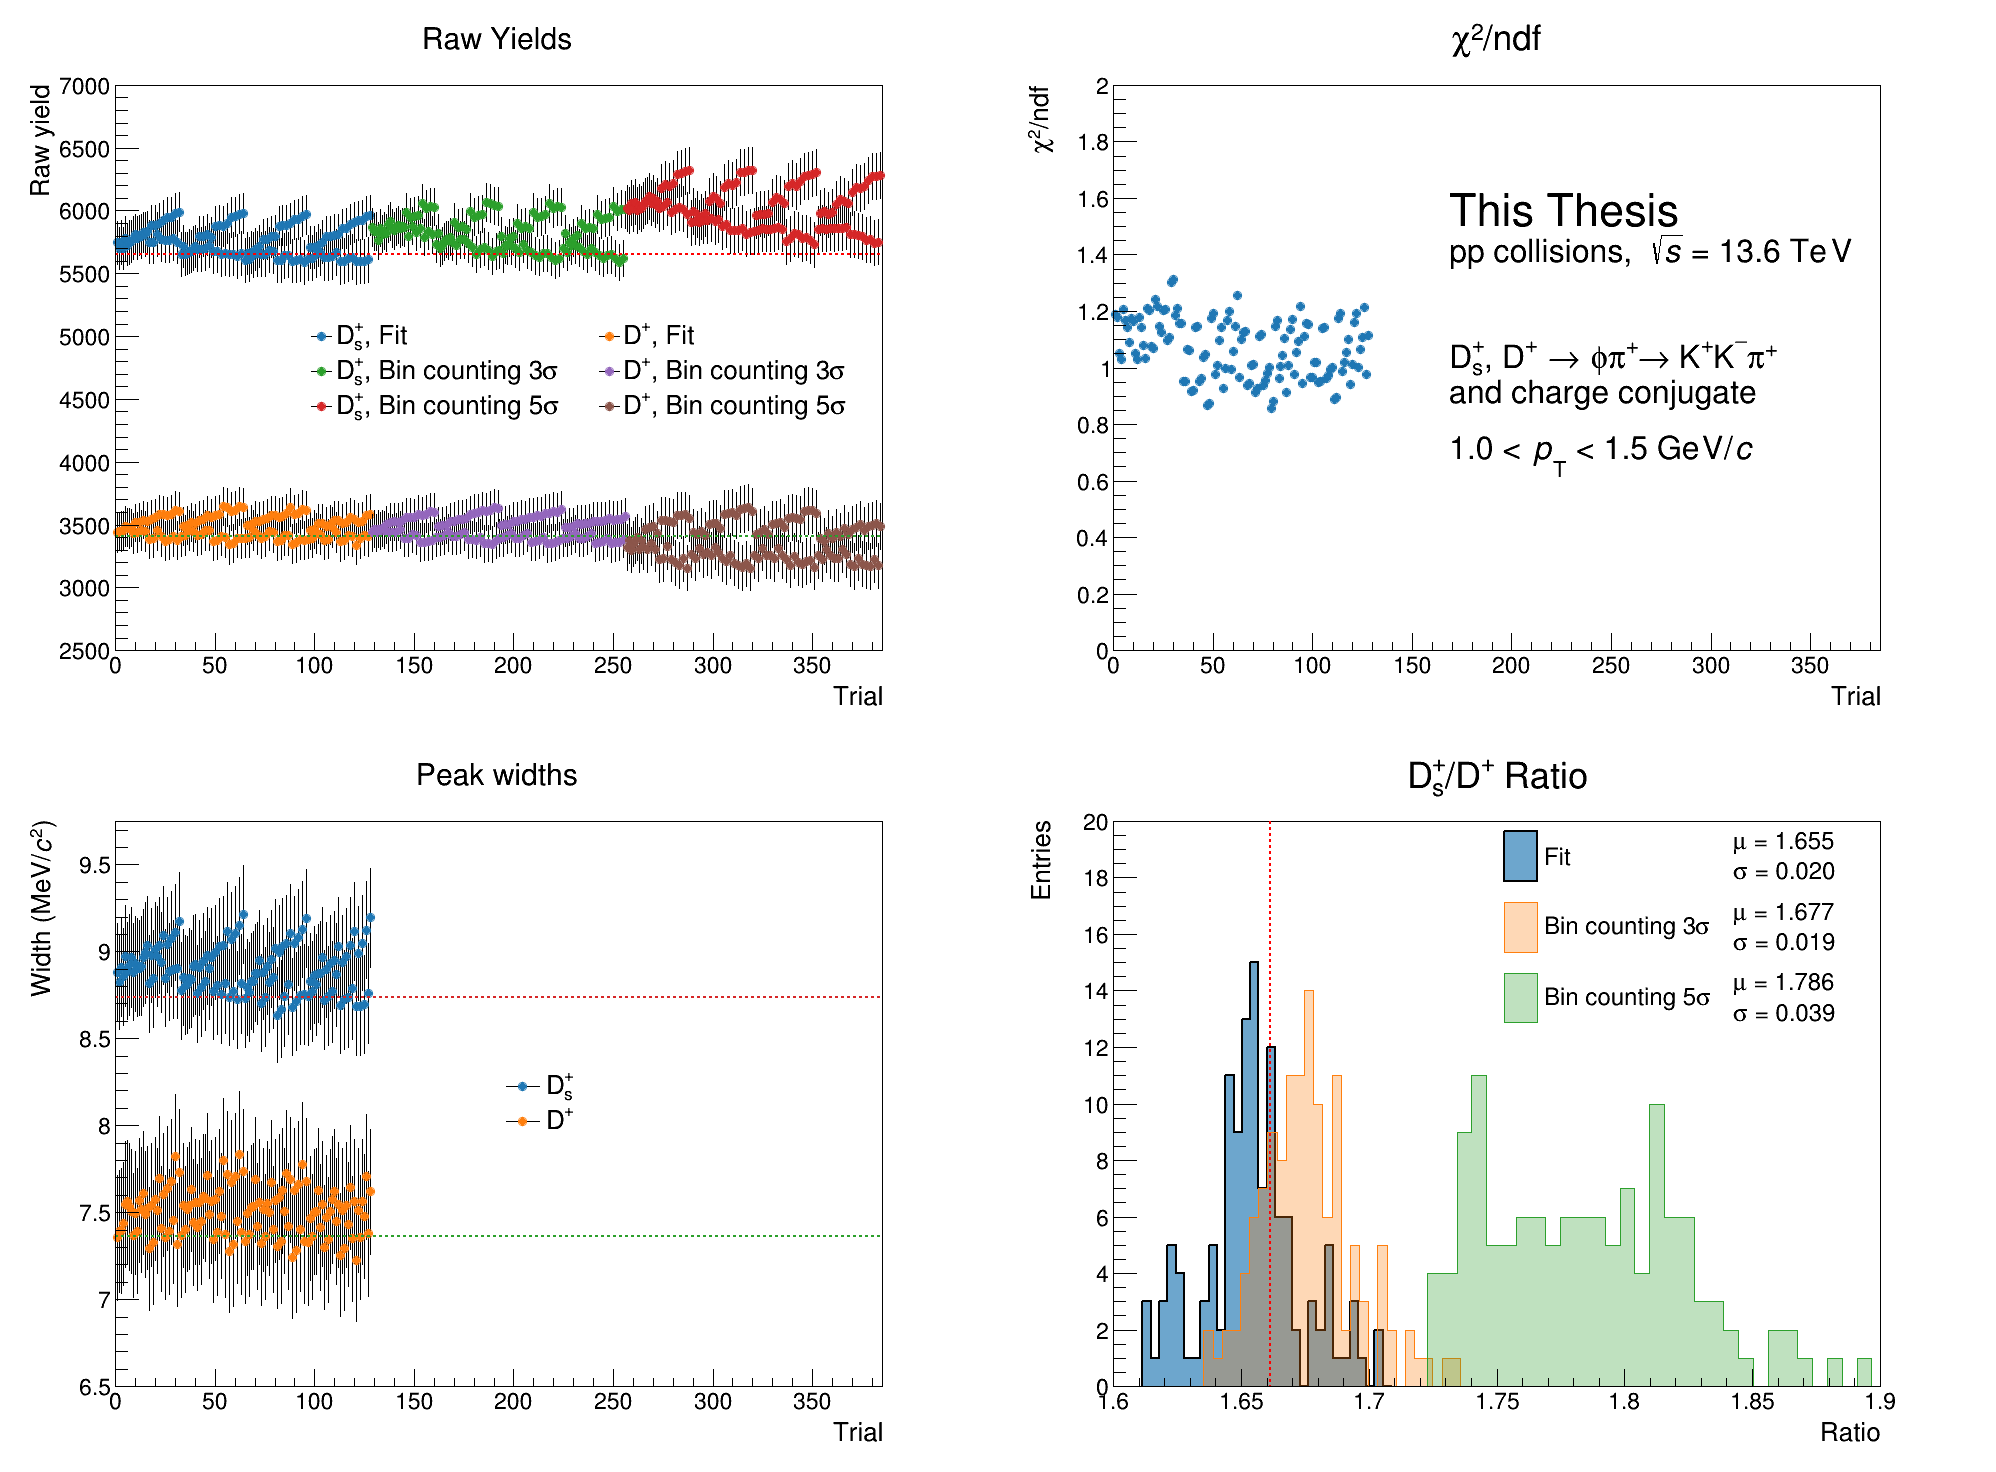 Raw Yields
Raw yield
7000
6500
6000
5500
5000
4500
4000
3500
3000
2500
D_s^+, Fit
D^+, Fit
D_s^+, Bin counting 3σ
D^+, Bin counting 3σ
D_s^+, Bin counting 5σ
D^+, Bin counting 5σ
0 50 100 150 200 250 300 350
Trial
χ²/ndf
χ²/ndf
2
1.8
1.6
1.4
1.2
1
0.8
0.6
0.4
0.2
0
This Thesis
pp collisions, √s = 13.6 TeV
D_s^+, D^+ → ϕπ^+→ K^+K^−π^+
and charge conjugate
1.0 < p_T < 1.5 GeV/c
0 50 100 150 200 250 300 350
Trial
Peak widths
Width (MeV/c²)
9.5
9
8.5
8
7.5
7
6.5
D_s^+
D^+
0 50 100 150 200 250 300 350
Trial
D_s^+/D^+ Ratio
Entries
20
18
16
14
12
10
8
6
4
2
0
Fit
μ = 1.655
σ = 0.020
Bin counting 3σ
μ = 1.677
σ = 0.019
Bin counting 5σ
μ = 1.786
σ = 0.039
1.6 1.65 1.7 1.75 1.8 1.85 1.9
Ratio